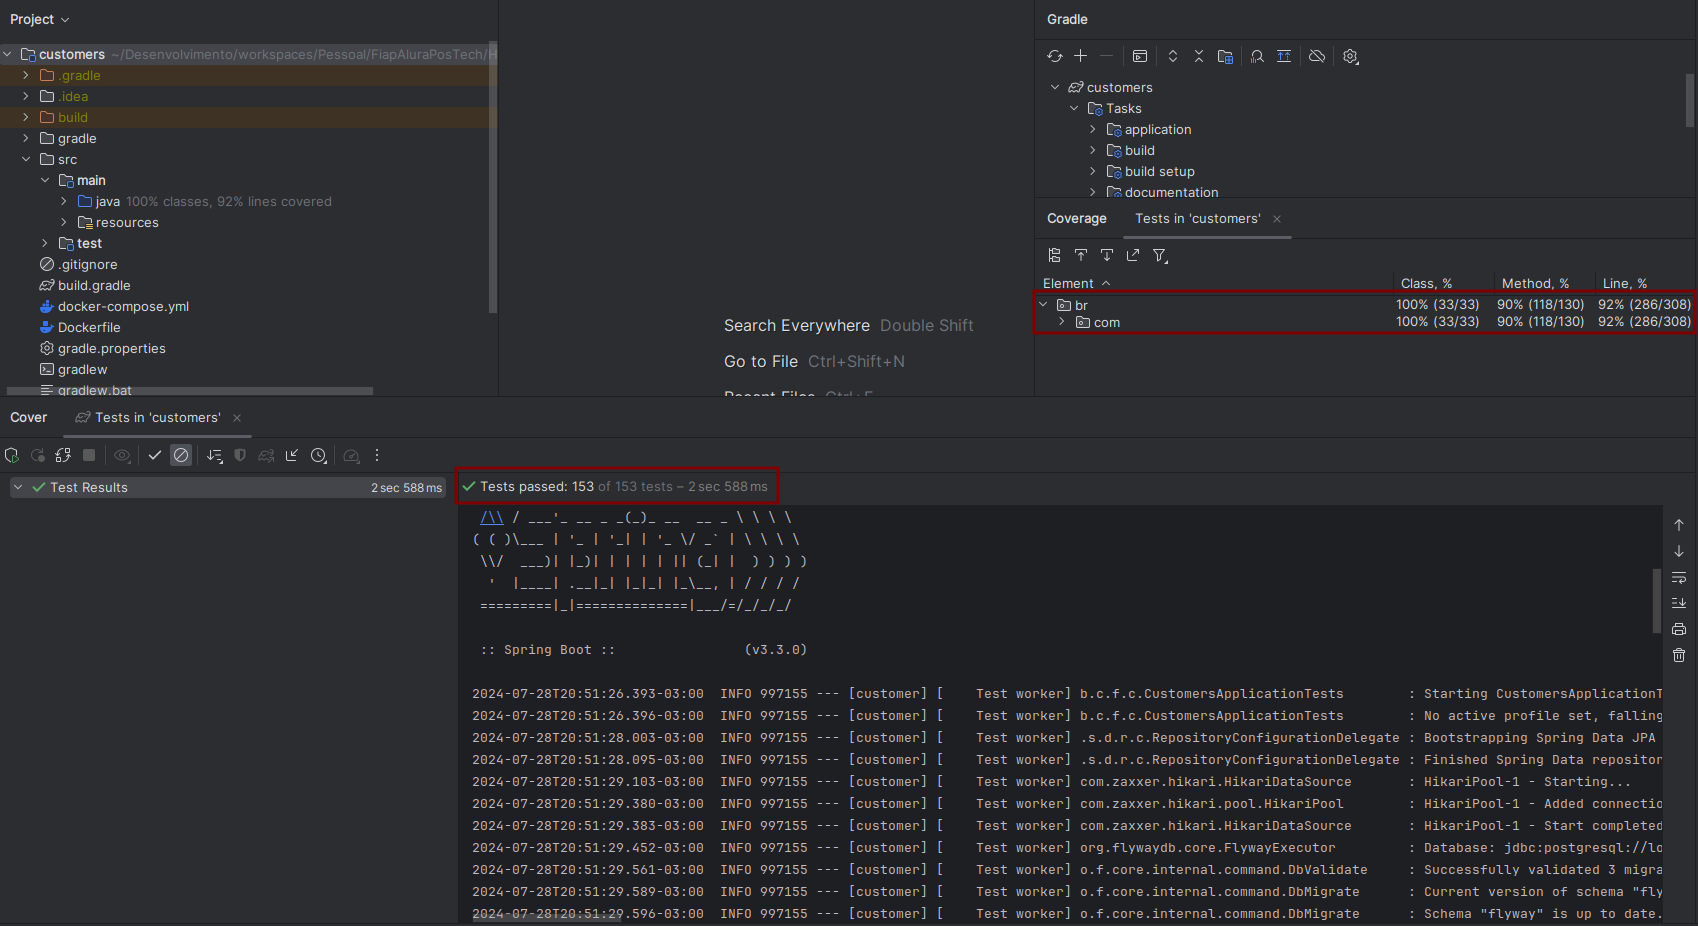 Project
customers ~/Desenvolvimento/workspaces/Pessoal/FiapAluraPosTech/H
.gradle
.idea
build
gradle
src
main
java 100% classes, 92% lines covered
resources
test
.gitignore
build.gradle
docker-compose.yml
Dockerfile
gradle.properties
gradlew
gradlew.bat
Search Everywhere Double Shift
Go to File Ctrl+Shift+N
Recent Files Ctrl+E
Gradle
customers
Tasks
application
build
build setup
documentation
Coverage Tests in 'customers'
Element Class, % Method, % Line, %
br 100% (33/33) 90% (118/130) 92% (286/308)
com 100% (33/33) 90% (118/130) 92% (286/308)
Cover Tests in 'customers'
Test Results 2 sec 588 ms
Tests passed: 153 of 153 tests – 2 sec 588 ms
 /\\ / ___'_ __ _ _(_)_ __  __ _ \ \ \ \
( ( )\___ | '_ | '_| | '_ \/ _` | \ \ \ \
 \\/  ___)| |_)| | | | | || (_| |  ) ) ) )
  '  |____| .__|_| |_|_| |_\__, | / / / /
 =========|_|==============|___/=/_/_/_/
:: Spring Boot ::                (v3.3.0)
2024-07-28T20:51:26.393-03:00  INFO 997155 --- [customer] [    Test worker] b.c.f.c.CustomersApplicationTests        : Starting CustomersApplicationT
2024-07-28T20:51:26.396-03:00  INFO 997155 --- [customer] [    Test worker] b.c.f.c.CustomersApplicationTests        : No active profile set, falling
2024-07-28T20:51:28.003-03:00  INFO 997155 --- [customer] [    Test worker] .s.d.r.c.RepositoryConfigurationDelegate : Bootstrapping Spring Data JPA
2024-07-28T20:51:28.095-03:00  INFO 997155 --- [customer] [    Test worker] .s.d.r.c.RepositoryConfigurationDelegate : Finished Spring Data repositor
2024-07-28T20:51:29.103-03:00  INFO 997155 --- [customer] [    Test worker] com.zaxxer.hikari.HikariDataSource       : HikariPool-1 - Starting...
2024-07-28T20:51:29.380-03:00  INFO 997155 --- [customer] [    Test worker] com.zaxxer.hikari.pool.HikariPool        : HikariPool-1 - Added connectio
2024-07-28T20:51:29.383-03:00  INFO 997155 --- [customer] [    Test worker] com.zaxxer.hikari.HikariDataSource       : HikariPool-1 - Start completed
2024-07-28T20:51:29.452-03:00  INFO 997155 --- [customer] [    Test worker] org.flywaydb.core.FlywayExecutor         : Database: jdbc:postgresql://lo
2024-07-28T20:51:29.561-03:00  INFO 997155 --- [customer] [    Test worker] o.f.core.internal.command.DbValidate     : Successfully validated 3 migra
2024-07-28T20:51:29.589-03:00  INFO 997155 --- [customer] [    Test worker] o.f.core.internal.command.DbMigrate      : Current version of schema "fly
2024-07-28T20:51:29.596-03:00  INFO 997155 --- [customer] [    Test worker] o.f.core.internal.command.DbMigrate      : Schema "flyway" is up to date.